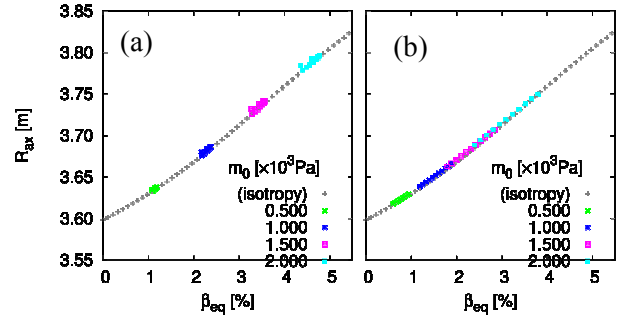 (a)
(b)
3.85
3.80
3.75
3.70
3.65
3.60
3.55
R_ax [m]
m_0 [×10^3Pa]
(isotropy)
0.500
1.000
1.500
2.000
m_0 [×10^3Pa]
(isotropy)
0.500
1.000
1.500
2.000
0 1 2 3 4 5
0 1 2 3 4 5
β_eq [%]
β_eq [%]